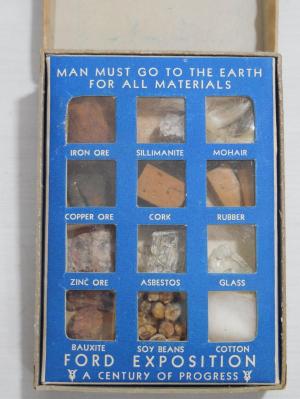 MAN MUST GO TO THE EARTH
FOR ALL MATERIALS
IRON ORE SILLIMANITE MOHAIR
COPPER ORE CORK RUBBER
ZINC ORE ASBESTOS GLASS
BAUXITE SOY BEANS COTTON
FORD EXPOSITION
A CENTURY OF PROGRESS